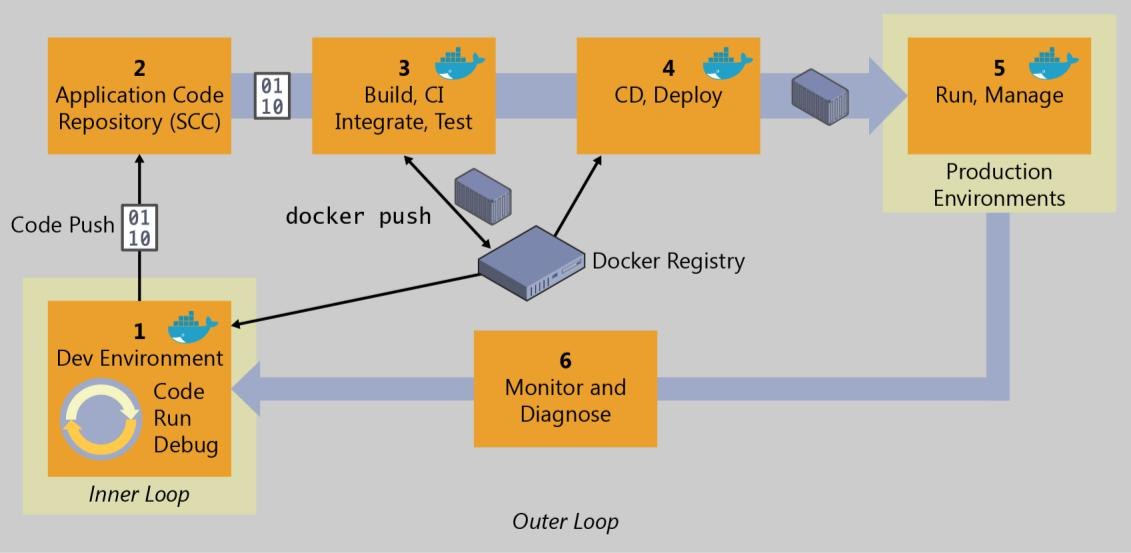 2
Application Code
Repository (SCC)
01
10
3
Build, CI
Integrate, Test
4
CD, Deploy
5
Run, Manage
Production
Environments
Code Push
01
10
docker push
Docker Registry
1
Dev Environment
Code
Run
Debug
Inner Loop
6
Monitor and
Diagnose
Outer Loop